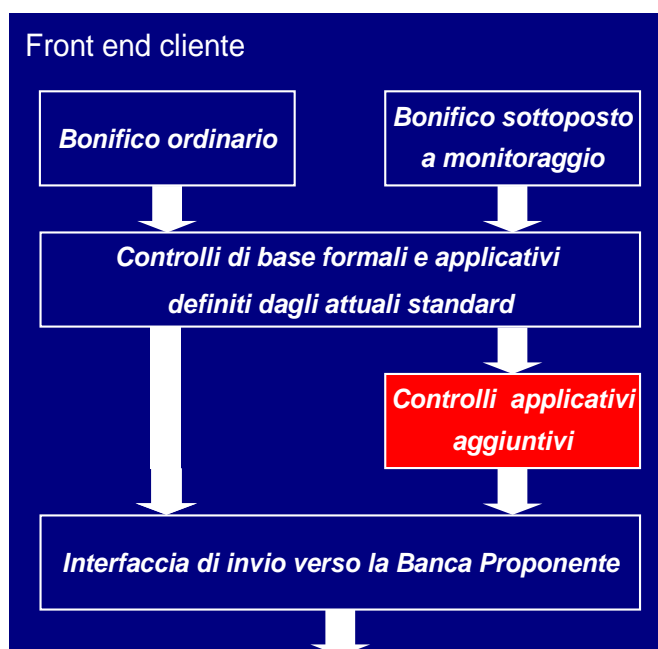 Front end cliente
Bonifico ordinario
Bonifico sottoposto
a monitoraggio
Controlli di base formali e applicativi
definiti dagli attuali standard
Controlli applicativi
aggiuntivi
Interfaccia di invio verso la Banca Proponente